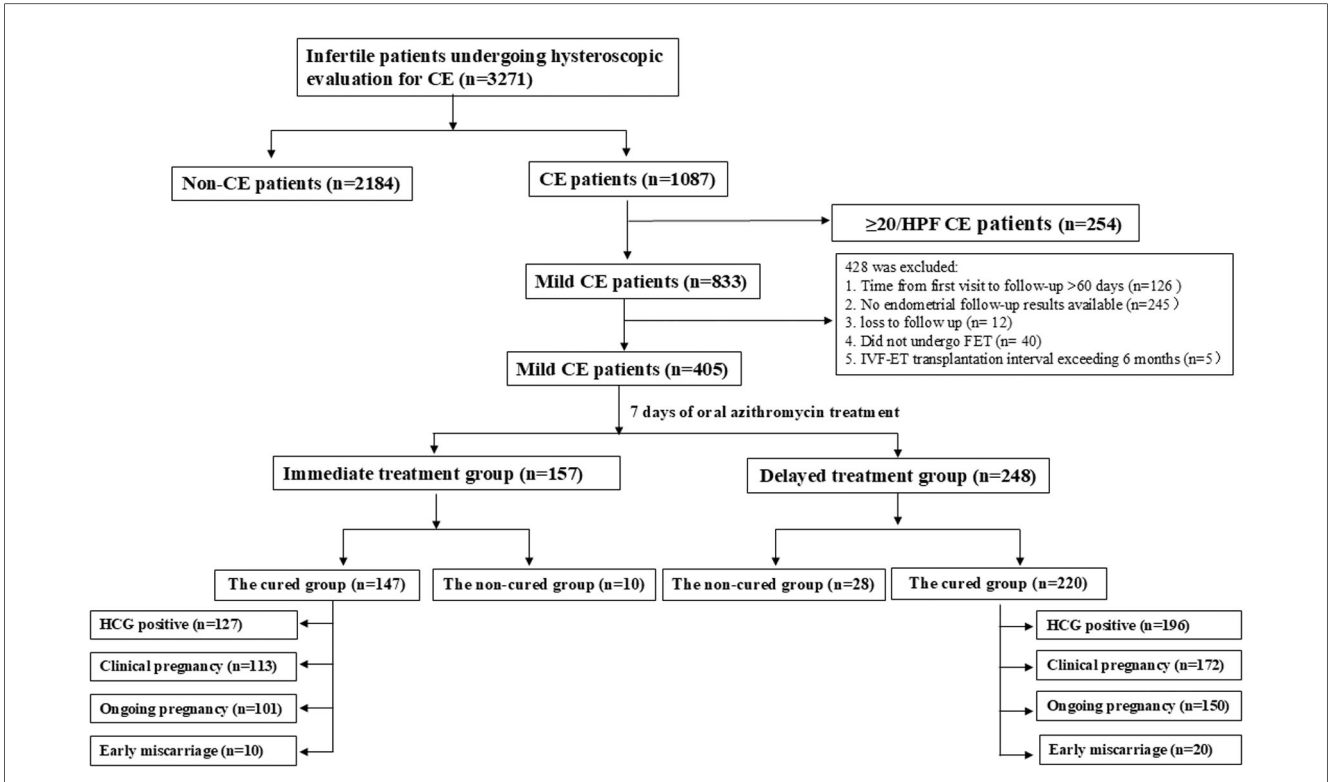 Infertile patients undergoing hysteroscopic
evaluation for CE (n=3271)
Non-CE patients (n=2184)
CE patients (n=1087)
≥20/HPF CE patients (n=254)
Mild CE patients (n=833)
428 was excluded:
1. Time from first visit to follow-up >60 days (n=126 )
2. No endometrial follow-up results available (n=245）
3. loss to follow up (n= 12)
4. Did not undergo FET (n= 40)
5. IVF-ET transplantation interval exceeding 6 months (n=5）
Mild CE patients (n=405)
7 days of oral azithromycin treatment
Immediate treatment group (n=157)
Delayed treatment group (n=248)
The cured group (n=147)
The non-cured group (n=10)
The non-cured group (n=28)
The cured group (n=220)
HCG positive (n=127)
Clinical pregnancy (n=113)
Ongoing pregnancy (n=101)
Early miscarriage (n=10)
HCG positive (n=196)
Clinical pregnancy (n=172)
Ongoing pregnancy (n=150)
Early miscarriage (n=20)